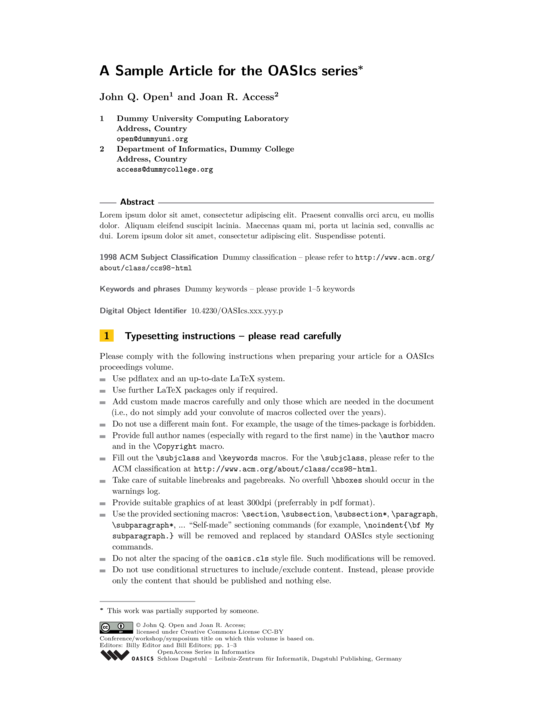 A Sample Article for the OASIcs series*
John Q. Open¹ and Joan R. Access²
1 Dummy University Computing Laboratory
Address, Country
open@dummyuni.org
2 Department of Informatics, Dummy College
Address, Country
access@dummycollege.org
Abstract
Lorem ipsum dolor sit amet, consectetur adipiscing elit. Praesent convallis orci arcu, eu mollis
dolor. Aliquam eleifend suscipit lacinia. Maecenas quam mi, porta ut lacinia sed, convallis ac
dui. Lorem ipsum dolor sit amet, consectetur adipiscing elit. Suspendisse potenti.
1998 ACM Subject Classification Dummy classification – please refer to http://www.acm.org/
about/class/ccs98-html
Keywords and phrases Dummy keywords – please provide 1–5 keywords
Digital Object Identifier 10.4230/OASIcs.xxx.yyy.p
1 Typesetting instructions – please read carefully
Please comply with the following instructions when preparing your article for a OASIcs
proceedings volume.
Use pdflatex and an up-to-date LaTeX system.
Use further LaTeX packages only if required.
Add custom made macros carefully and only those which are needed in the document
(i.e., do not simply add your convolute of macros collected over the years).
Do not use a different main font. For example, the usage of the times-package is forbidden.
Provide full author names (especially with regard to the first name) in the \author macro
and in the \Copyright macro.
Fill out the \subjclass and \keywords macros. For the \subjclass, please refer to the
ACM classification at http://www.acm.org/about/class/ccs98-html.
Take care of suitable linebreaks and pagebreaks. No overfull \hboxes should occur in the
warnings log.
Provide suitable graphics of at least 300dpi (preferrably in pdf format).
Use the provided sectioning macros: \section, \subsection, \subsection*, \paragraph,
\subparagraph*, ... “Self-made” sectioning commands (for example, \noindent{\bf My
subparagraph.} will be removed and replaced by standard OASIcs style sectioning
commands.
Do not alter the spacing of the oasics.cls style file. Such modifications will be removed.
Do not use conditional structures to include/exclude content. Instead, please provide
only the content that should be published and nothing else.
* This work was partially supported by someone.
© John Q. Open and Joan R. Access;
licensed under Creative Commons License CC-BY
Conference/workshop/symposium title on which this volume is based on.
Editors: Billy Editor and Bill Editors; pp. 1–3
OpenAccess Series in Informatics
OASICS Schloss Dagstuhl – Leibniz-Zentrum für Informatik, Dagstuhl Publishing, Germany